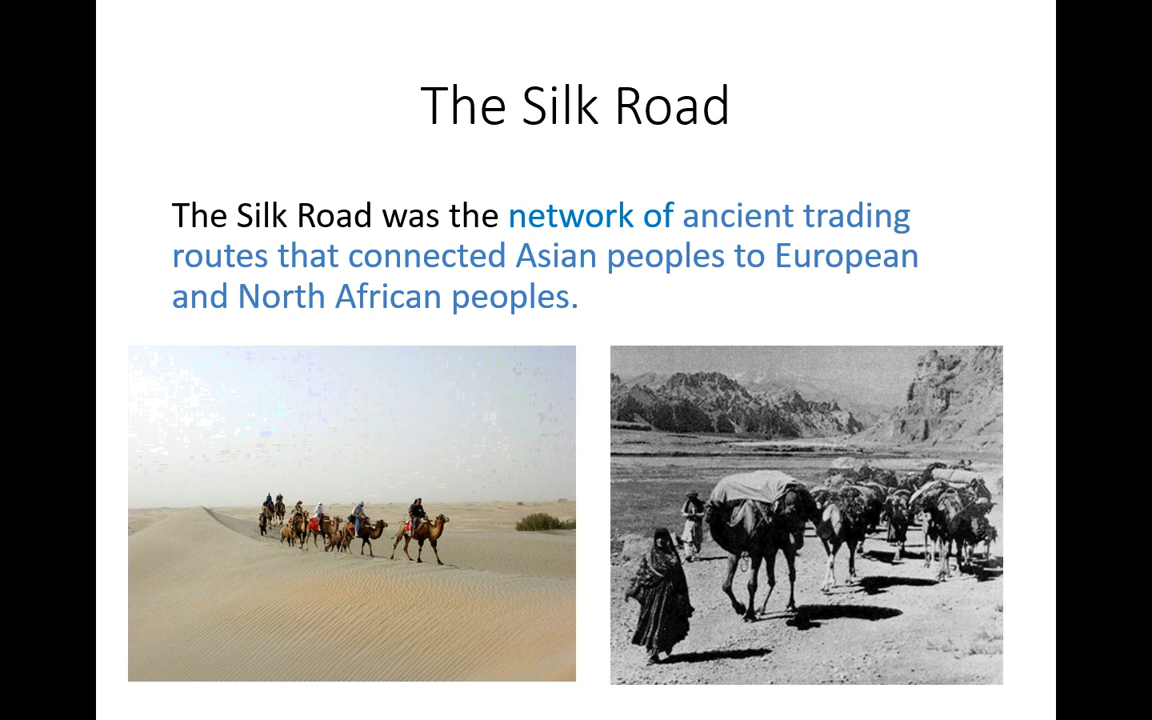 The Silk Road
The Silk Road was the network of ancient trading
routes that connected Asian peoples to European
and North African peoples.